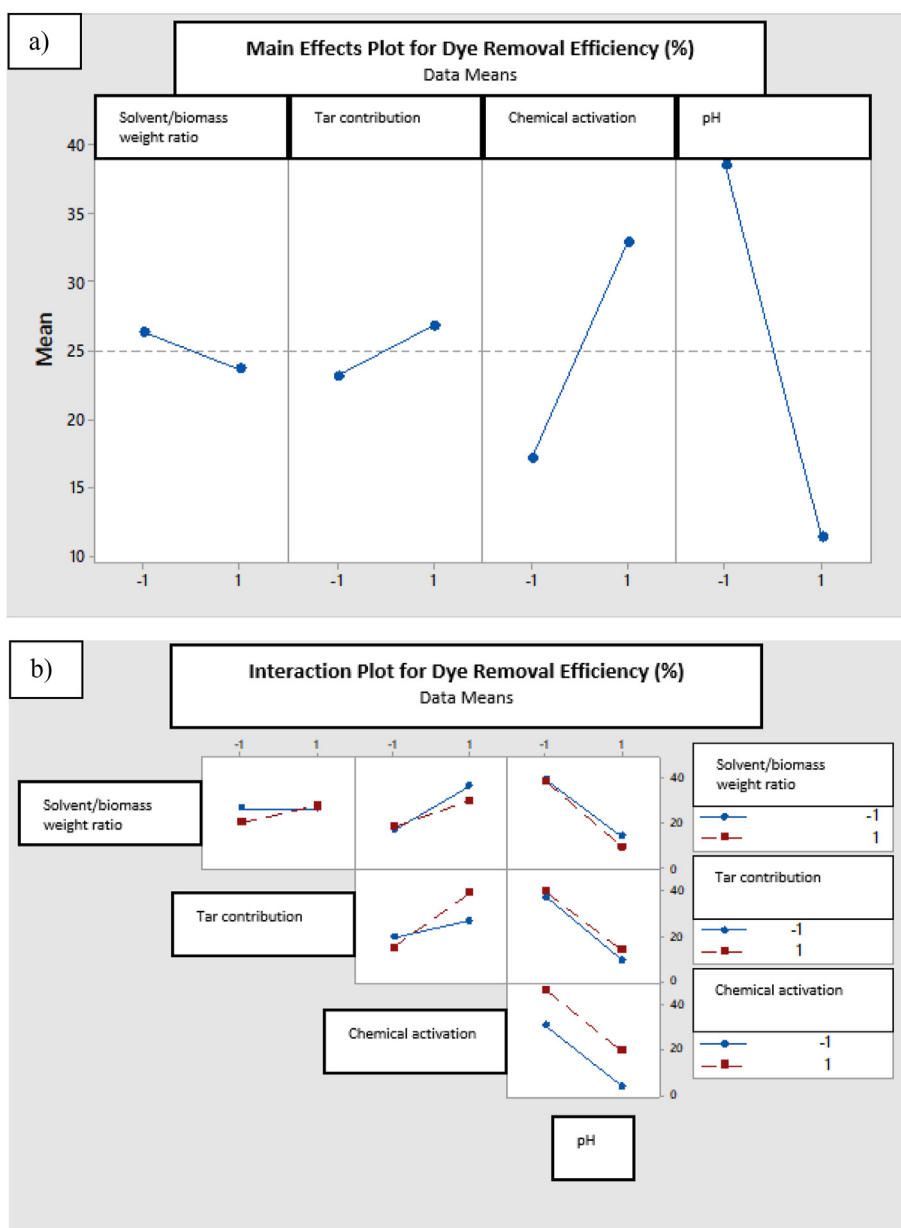 a)
Main Effects Plot for Dye Removal Efficiency (%)
Data Means
Solvent/biomass
weight ratio
Tar contribution
Chemical activation
pH
Mean
40
35
30
25
20
15
10
-1 1 -1 1 -1 1 -1 1
b)
Interaction Plot for Dye Removal Efficiency (%)
Data Means
-1 1 -1 1 -1 1
Solvent/biomass
weight ratio
40
20
0
Solvent/biomass
weight ratio
-1
1
Tar contribution
40
20
0
Tar contribution
-1
1
Chemical activation
40
20
0
Chemical activation
-1
1
pH